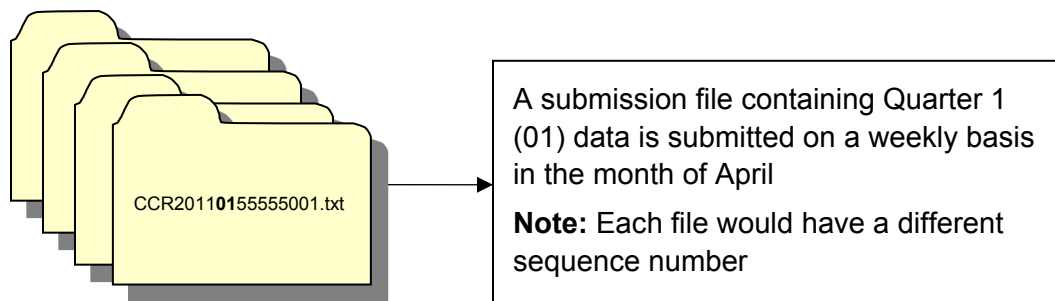 CCR20110155555001.txt
A submission file containing Quarter 1
(01) data is submitted on a weekly basis
in the month of April
Note: Each file would have a different
sequence number